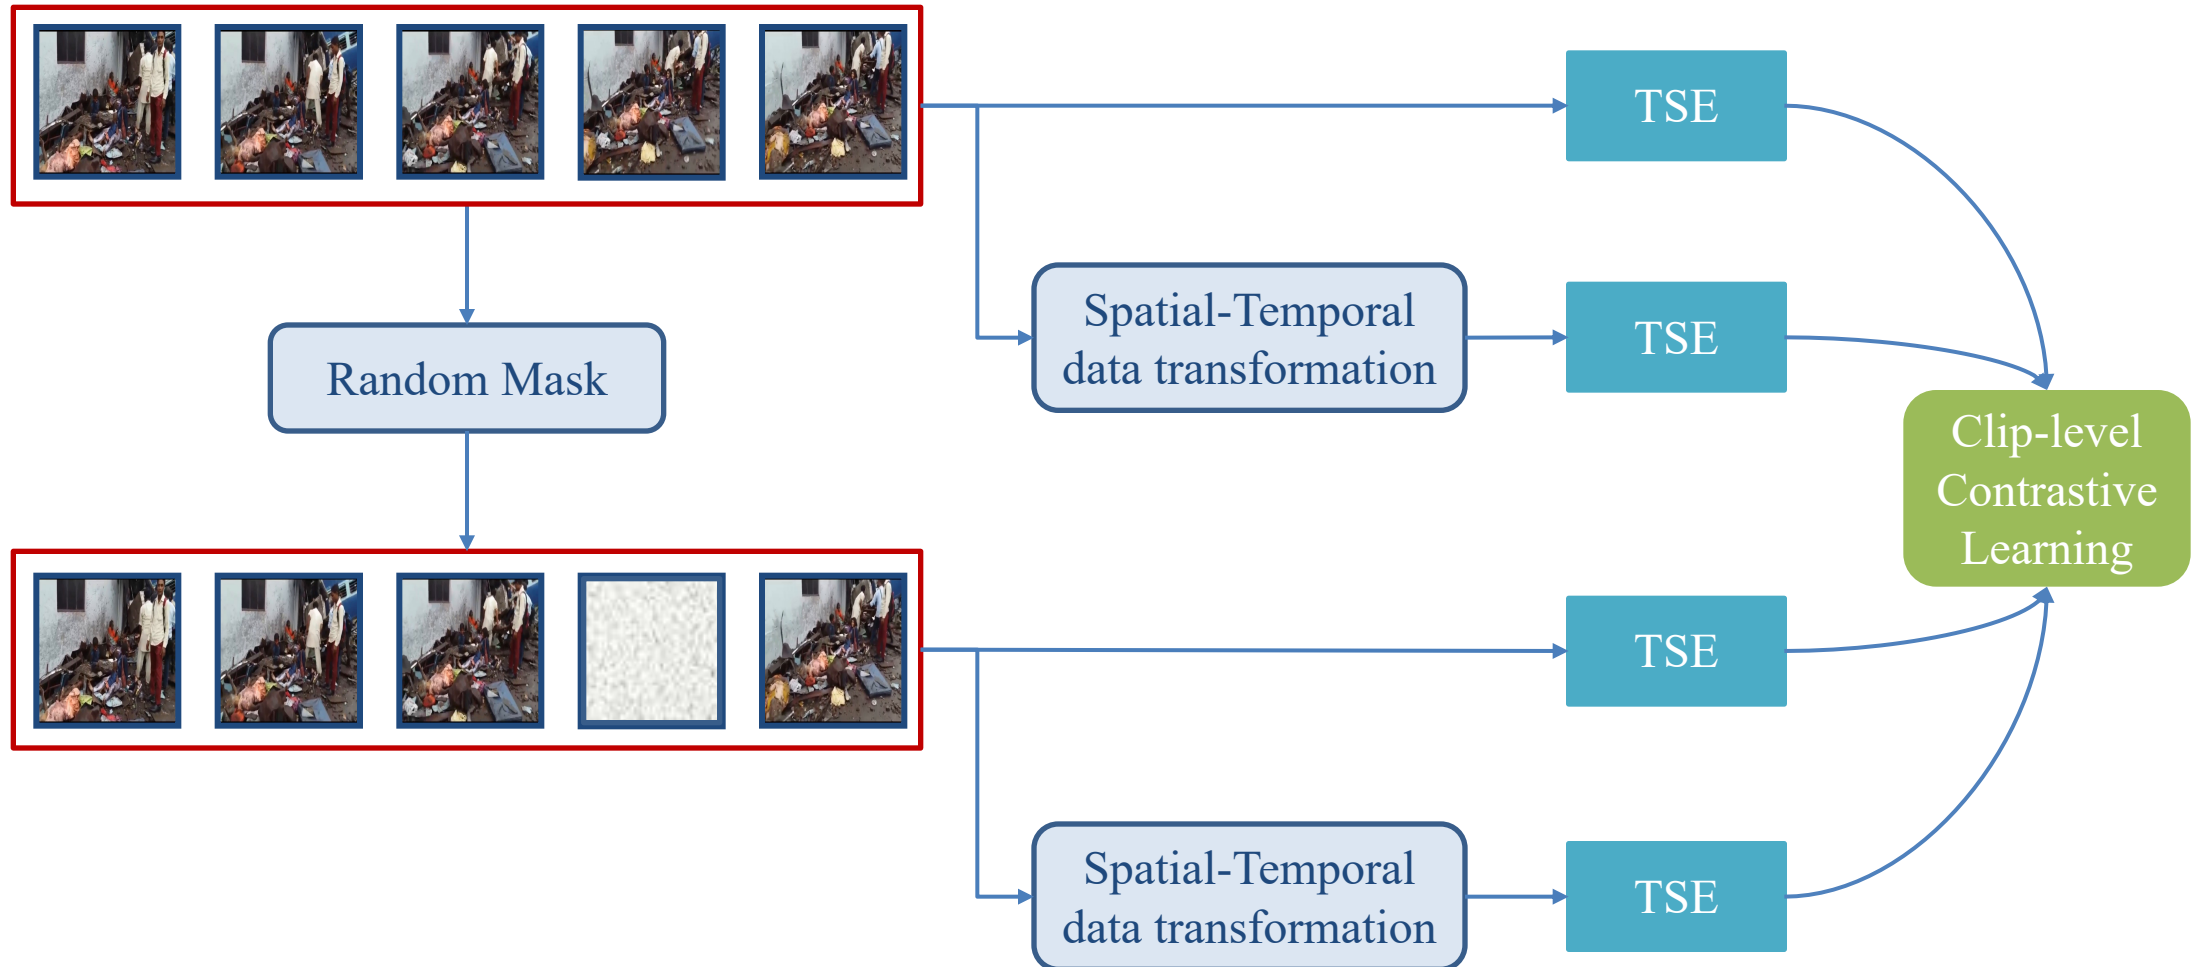 TSE
Spatial-Temporal
data transformation
TSE
Random Mask
Clip-level
Contrastive
Learning
TSE
Spatial-Temporal
data transformation
TSE